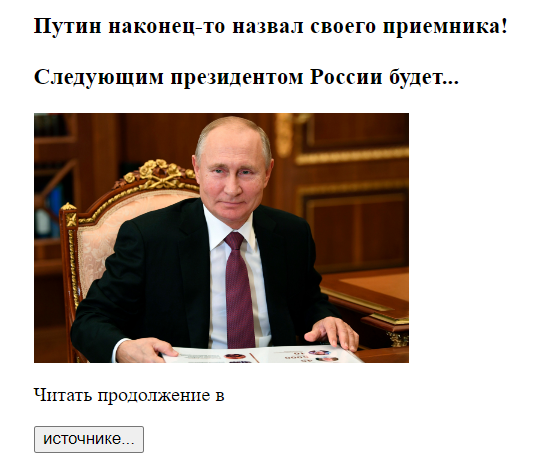 Путин наконец-то назвал своего приемника!
Следующим президентом России будет...
Читать продолжение в
источнике...